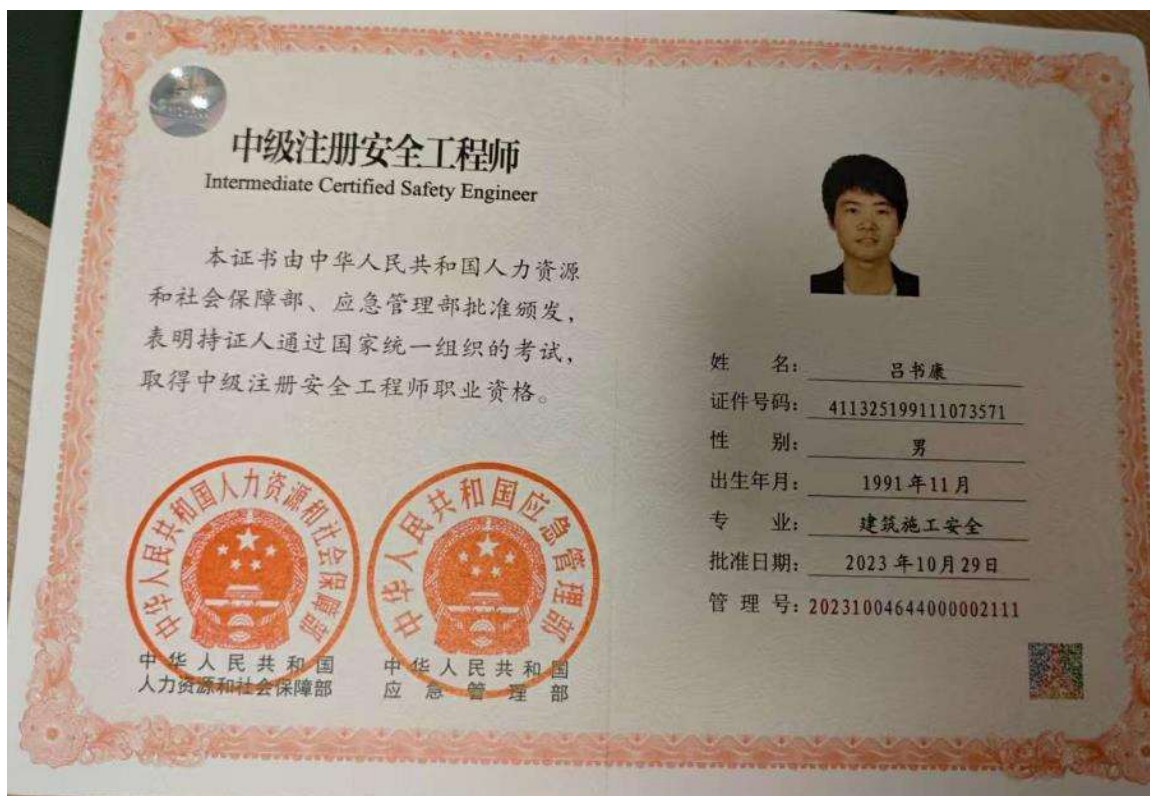 中级注册安全工程师
Intermediate Certified Safety Engineer
本证书由中华人民共和国人力资源
和社会保障部、应急管理部批准颁发，
表明持证人通过国家统一组织的考试，
取得中级注册安全工程师职业资格。
中华人民共和国人力资源和社会保障部
中华人民共和国应急管理部
中华人民共和国
人力资源和社会保障部
中华人民共和国
应急管理部
姓 名：吕书康
证件号码：411325199111073571
性 别：男
出生年月：1991年11月
专 业：建筑施工安全
批准日期：2023年10月29日
管 理 号：20231004644000002111